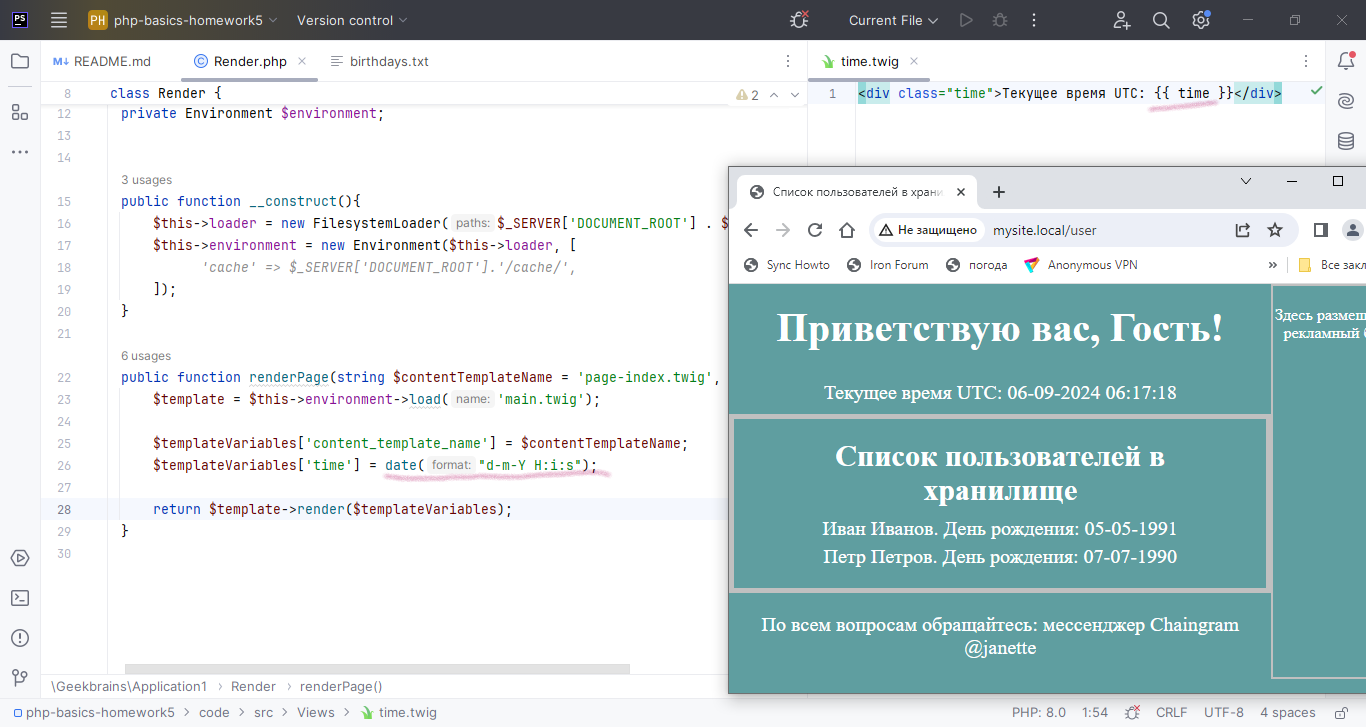 PS
PH php-basics-homework5
Version control
Current File
README.md
Render.php
birthdays.txt
time.twig
8 class Render {
2
12 private Environment $environment;
13
14
3 usages
15 public function __construct(){
16 $this->loader = new FilesystemLoader( paths: $_SERVER['DOCUMENT_ROOT'] . $
17 $this->environment = new Environment($this->loader, [
18 'cache' => $_SERVER['DOCUMENT_ROOT'].'/cache/',
19 ]);
20 }
21
6 usages
22 public function renderPage(string $contentTemplateName = 'page-index.twig',
23 $template = $this->environment->load( name: 'main.twig');
24
25 $templateVariables['content_template_name'] = $contentTemplateName;
26 $templateVariables['time'] = date( format: "d-m-Y H:i:s");
27
28 return $template->render($templateVariables);
29 }
30
1 <div class="time">Текущее время UTC: {{ time }}</div>
Список пользователей в храни
Не защищено
mysite.local/user
Sync Howto
Iron Forum
погода
Anonymous VPN
»
Все закл
Приветствую вас, Гость!
Текущее время UTC: 06-09-2024 06:17:18
Список пользователей в
хранилище
Иван Иванов. День рождения: 05-05-1991
Петр Петров. День рождения: 07-07-1990
По всем вопросам обращайтесь: мессенджер Chaingram
@janette
Здесь размещ
рекламный б
\Geekbrains\Application1 > Render > renderPage()
php-basics-homework5 > code > src > Views > time.twig
PHP: 8.0
1:54
CRLF
UTF-8
4 spaces